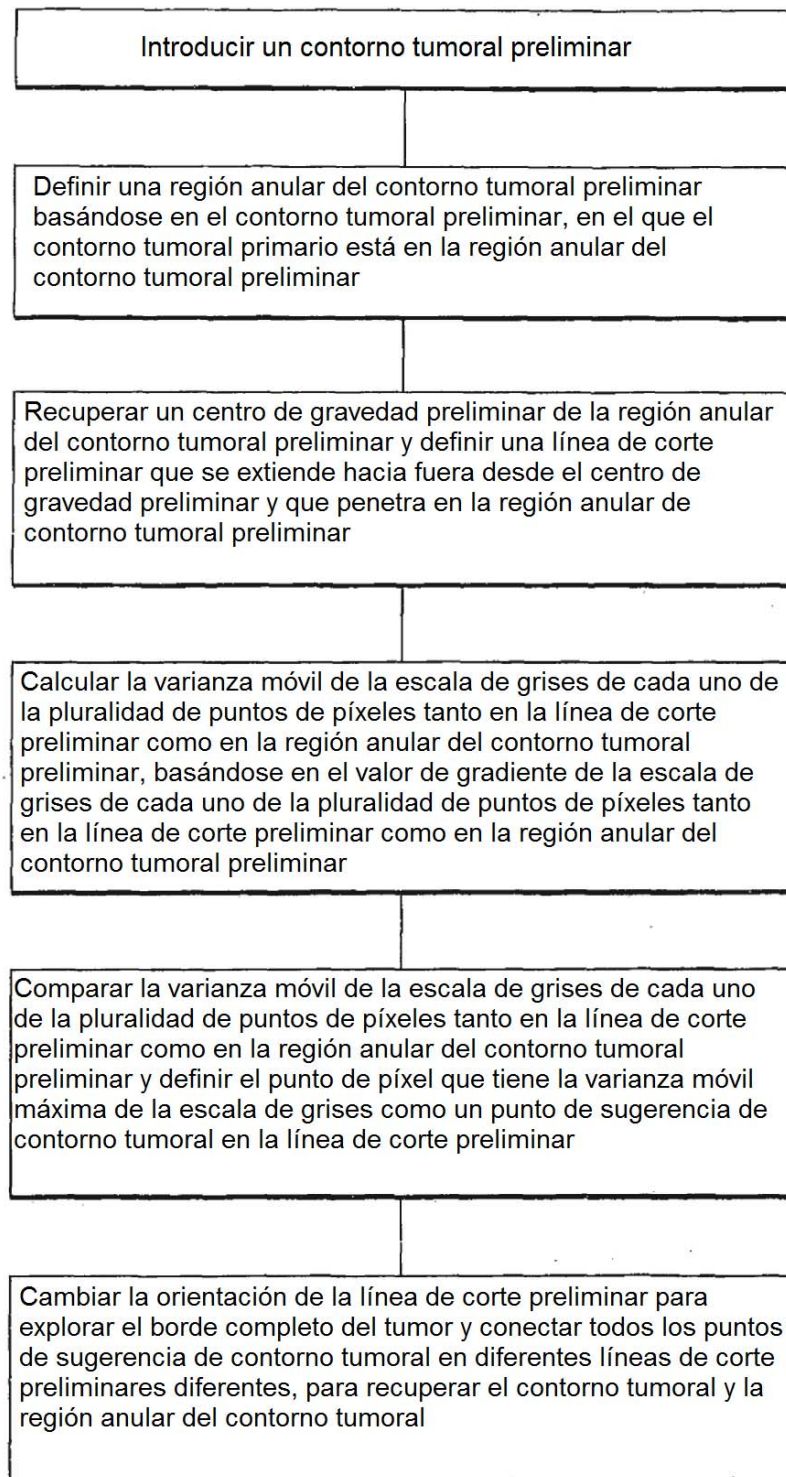 Introducir un contorno tumoral preliminar
Definir una región anular del contorno tumoral preliminar
basándose en el contorno tumoral preliminar, en el que el
contorno tumoral primario está en la región anular del
contorno tumoral preliminar
Recuperar un centro de gravedad preliminar de la región anular
del contorno tumoral preliminar y definir una línea de corte
preliminar que se extiende hacia fuera desde el centro de
gravedad preliminar y que penetra en la región anular de
contorno tumoral preliminar
Calcular la varianza móvil de la escala de grises de cada uno de
la pluralidad de puntos de píxeles tanto en la línea de corte
preliminar como en la región anular del contorno tumoral
preliminar, basándose en el valor de gradiente de la escala de
grises de cada uno de la pluralidad de puntos de píxeles tanto
en la línea de corte preliminar como en la región anular del
contorno tumoral preliminar
Comparar la varianza móvil de la escala de grises de cada uno
de la pluralidad de puntos de píxeles tanto en la línea de corte
preliminar como en la región anular del contorno tumoral
preliminar y definir el punto de píxel que tiene la varianza móvil
máxima de la escala de grises como un punto de sugerencia de
contorno tumoral en la línea de corte preliminar
Cambiar la orientación de la línea de corte preliminar para
explorar el borde completo del tumor y conectar todos los puntos
de sugerencia de contorno tumoral en diferentes líneas de corte
preliminares diferentes, para recuperar el contorno tumoral y la
región anular del contorno tumoral